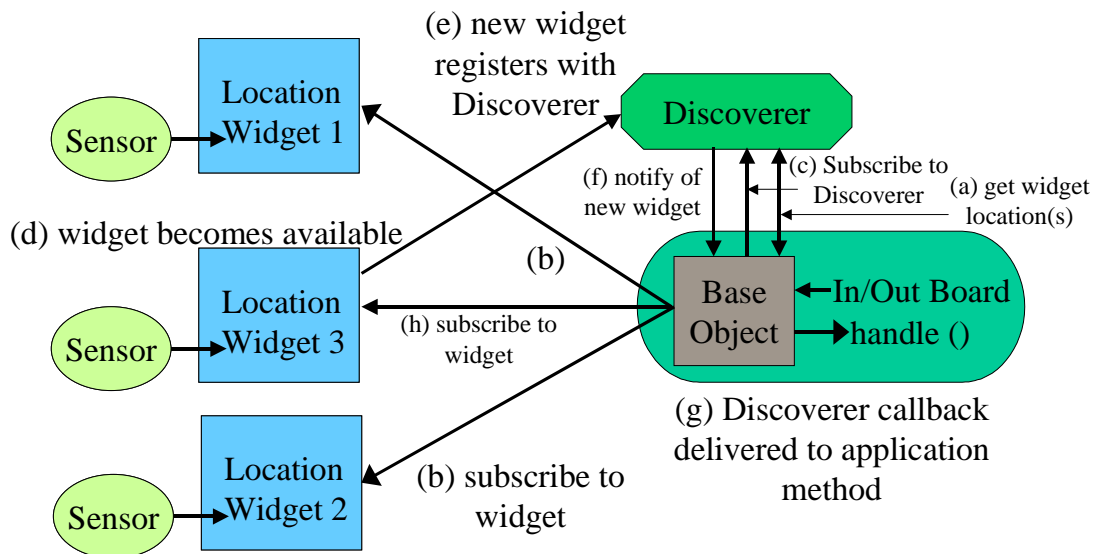 (e) new widget
registers with
Discoverer
Location
Widget 1
Sensor
Discoverer
(f) notify of
new widget
(c) Subscribe to
Discoverer
(a) get widget
location(s)
(d) widget becomes available
(b)
Location
Widget 3
Sensor
(h) subscribe to
widget
Base
Object
In/Out Board
handle ()
(g) Discoverer callback
delivered to application
method
Location
Widget 2
Sensor
(b) subscribe to
widget